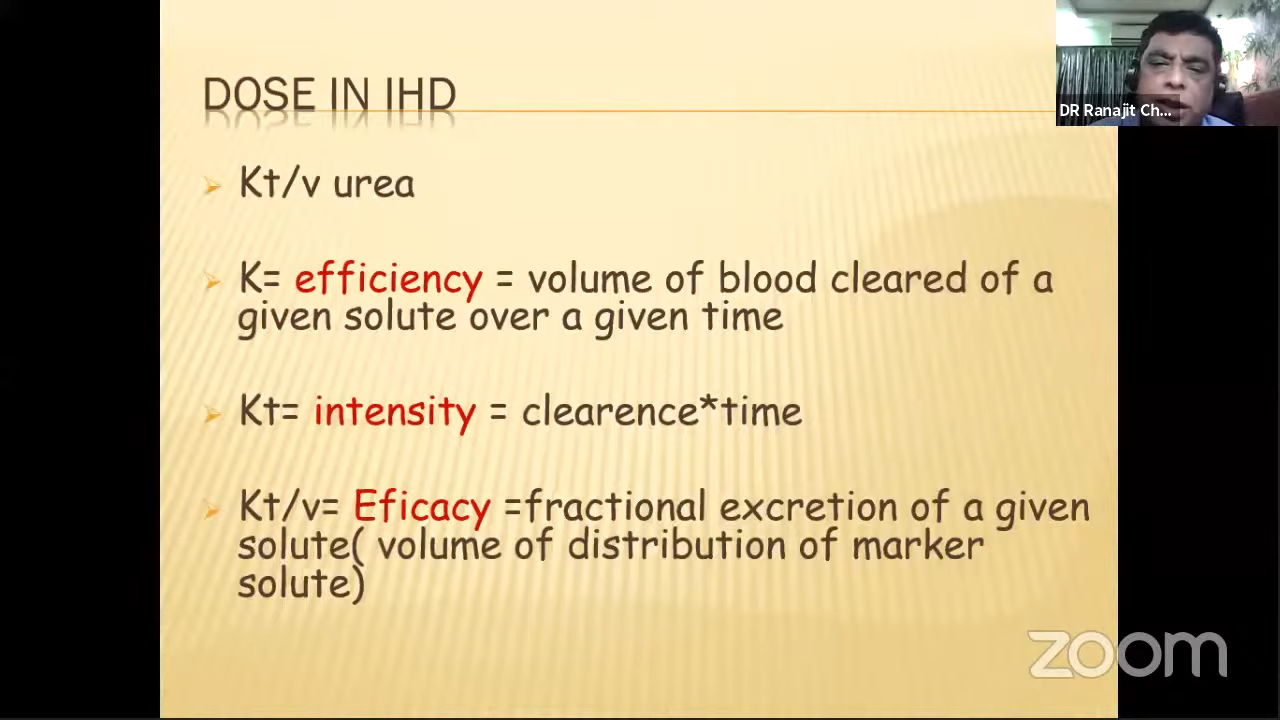 DOSE IN IHD
DR Ranajit Ch...
Kt/v urea
K= efficiency = volume of blood cleared of a
given solute over a given time
Kt= intensity = clearence*time
Kt/v= Eficacy =fractional excretion of a given
solute( volume of distribution of marker
solute)
zoom